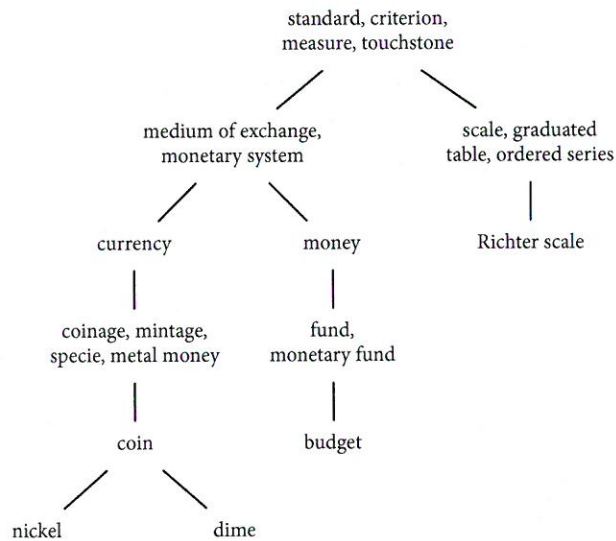 standard, criterion,
measure, touchstone
medium of exchange,
monetary system
scale, graduated
table, ordered series
currency
money
Richter scale
coinage, mintage,
specie, metal money
fund,
monetary fund
coin
budget
nickel
dime